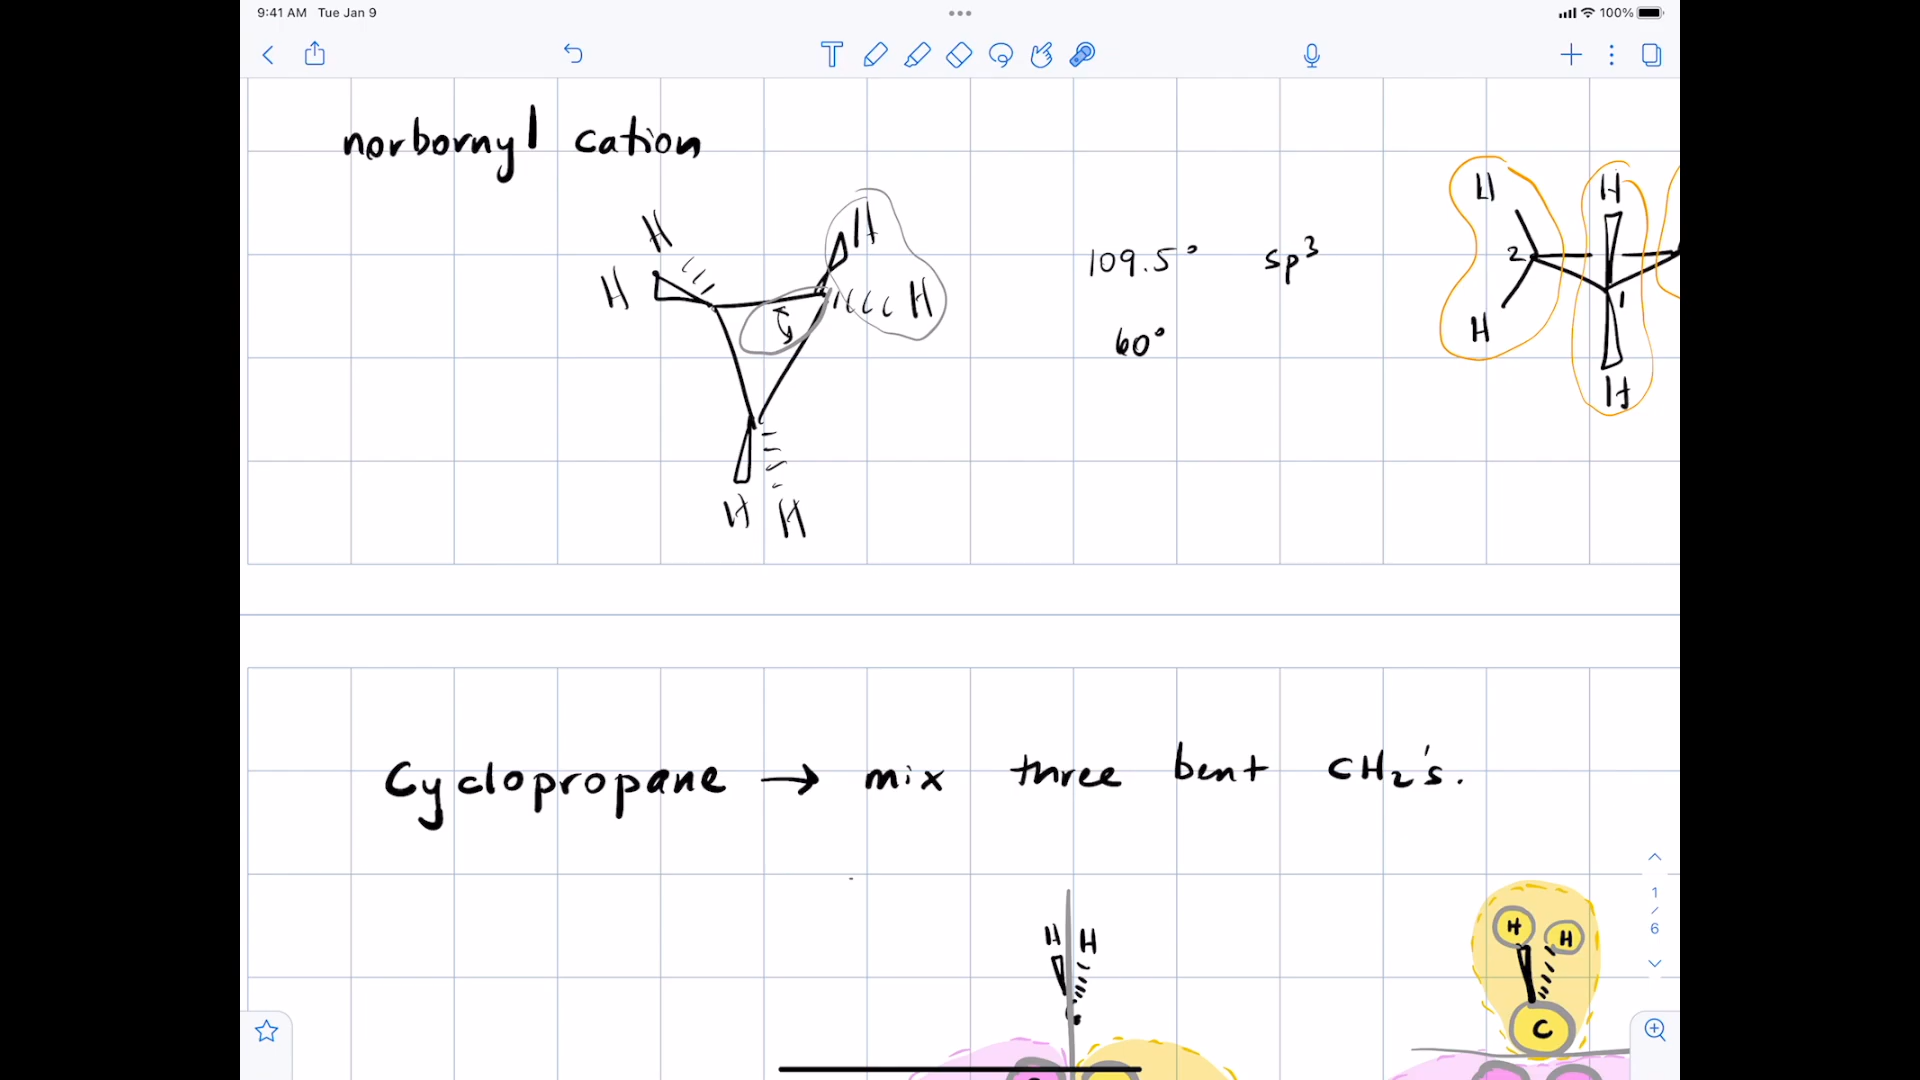 9:41 AM Tue Jan 9
100%
norbornyl cation
H
H
H
H
H
H
109.5° sp³
60°
H
H
2
1
H
H
Cyclopropane → mix three bent CH₂'s.
1
/
6
H H
H H
C